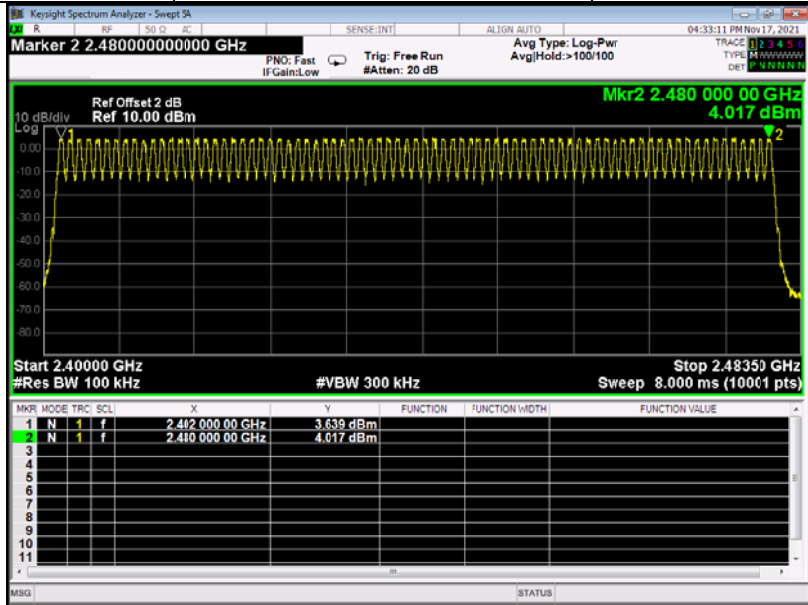 Keysight Spectrum Analyzer - Swept SA
R RF 50 Ω AC SENSE:INT ALIGN AUTO 04:33:11 PM Nov 17, 2021
Marker 2 2.480000000000 GHz
Avg Type: Log-Pwr
TRACE 1 2 3 4 5 6
PNO: Fast Trig: Free Run Avg|Hold:>100/100
TYPE M W W W W W
IFGain:Low #Atten: 20 dB
DET P N N N N N
Mkr2 2.480 000 00 GHz
4.017 dBm
Ref Offset 2 dB
10 dB/div Ref 10.00 dBm
Log
1
2
0.00
-10.0
-20.0
-30.0
-40.0
-50.0
-60.0
-70.0
-80.0
Start 2.40000 GHz Stop 2.48350 GHz
#Res BW 100 kHz #VBW 300 kHz Sweep 8.000 ms (10001 pts)
MKR MODE TRC SCL X Y FUNCTION FUNCTION WIDTH FUNCTION VALUE
1 N 1 f 2.402 000 00 GHz 3.639 dBm
2 N 1 f 2.480 000 00 GHz 4.017 dBm
3
4
5
6
7
8
9
10
11
MSG STATUS